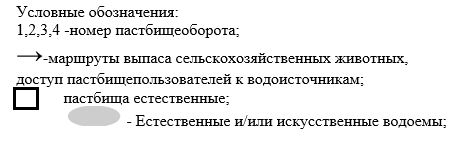 Условные обозначения:
1,2,3,4 -номер пастбищеоборота;
→-маршруты выпаса сельскохозяйственных животных,
доступ пастбищепользователей к водоисточникам;
пастбища естественные;
- Естественные и/или искусственные водоемы;